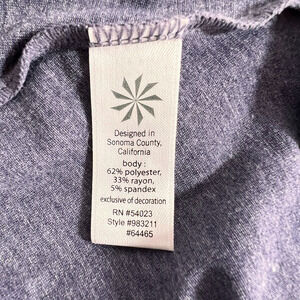 Designed in
Sonoma County,
California
body :
62% polyester,
33% rayon,
5% spandex
exclusive of decoration
RN #54023
Style #983211
#64465